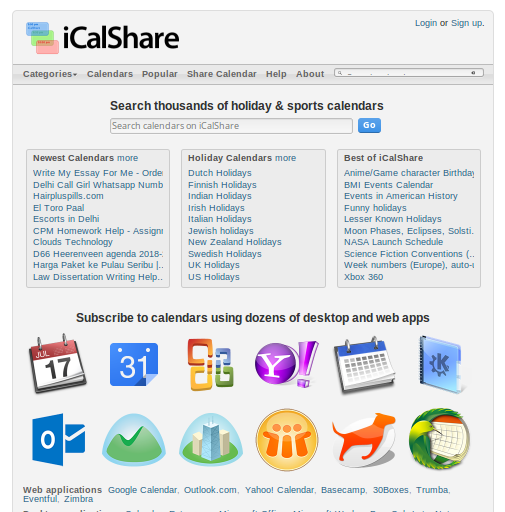 Login or Sign up.
iCalShare
Categories Calendars Popular Share Calendar Help About
Search thousands of holiday & sports calendars
Search calendars on iCalShare Go
Newest Calendars more
Write My Essay For Me - Order
Delhi Call Girl Whatsapp Numb
Hairpluspills.com
El Toro Paal
Escorts in Delhi
CPM Homework Help - Assignm
Clouds Technology
D66 Heerenveen agenda 2018-
Harga Paket ke Pulau Seribu |...
Law Dissertation Writing Help...
Holiday Calendars more
Dutch Holidays
Finnish Holidays
Indian Holidays
Irish Holidays
Italian Holidays
Jewish holidays
New Zealand Holidays
Swedish Holidays
UK Holidays
US Holidays
Best of iCalShare
Anime/Game character Birthday
BMI Events Calendar
Events in American History
Funny holidays
Lesser Known Holidays
Moon Phases, Eclipses, Solsti...
NASA Launch Schedule
Science Fiction Conventions (...
Week numbers (Europe), auto-u
Xbox 360
Subscribe to calendars using dozens of desktop and web apps
JUL
17
31
Y!
K
O
Web applications Google Calendar, Outlook.com, Yahoo! Calendar, Basecamp, 30Boxes, Trumba,
Eventful, Zimbra